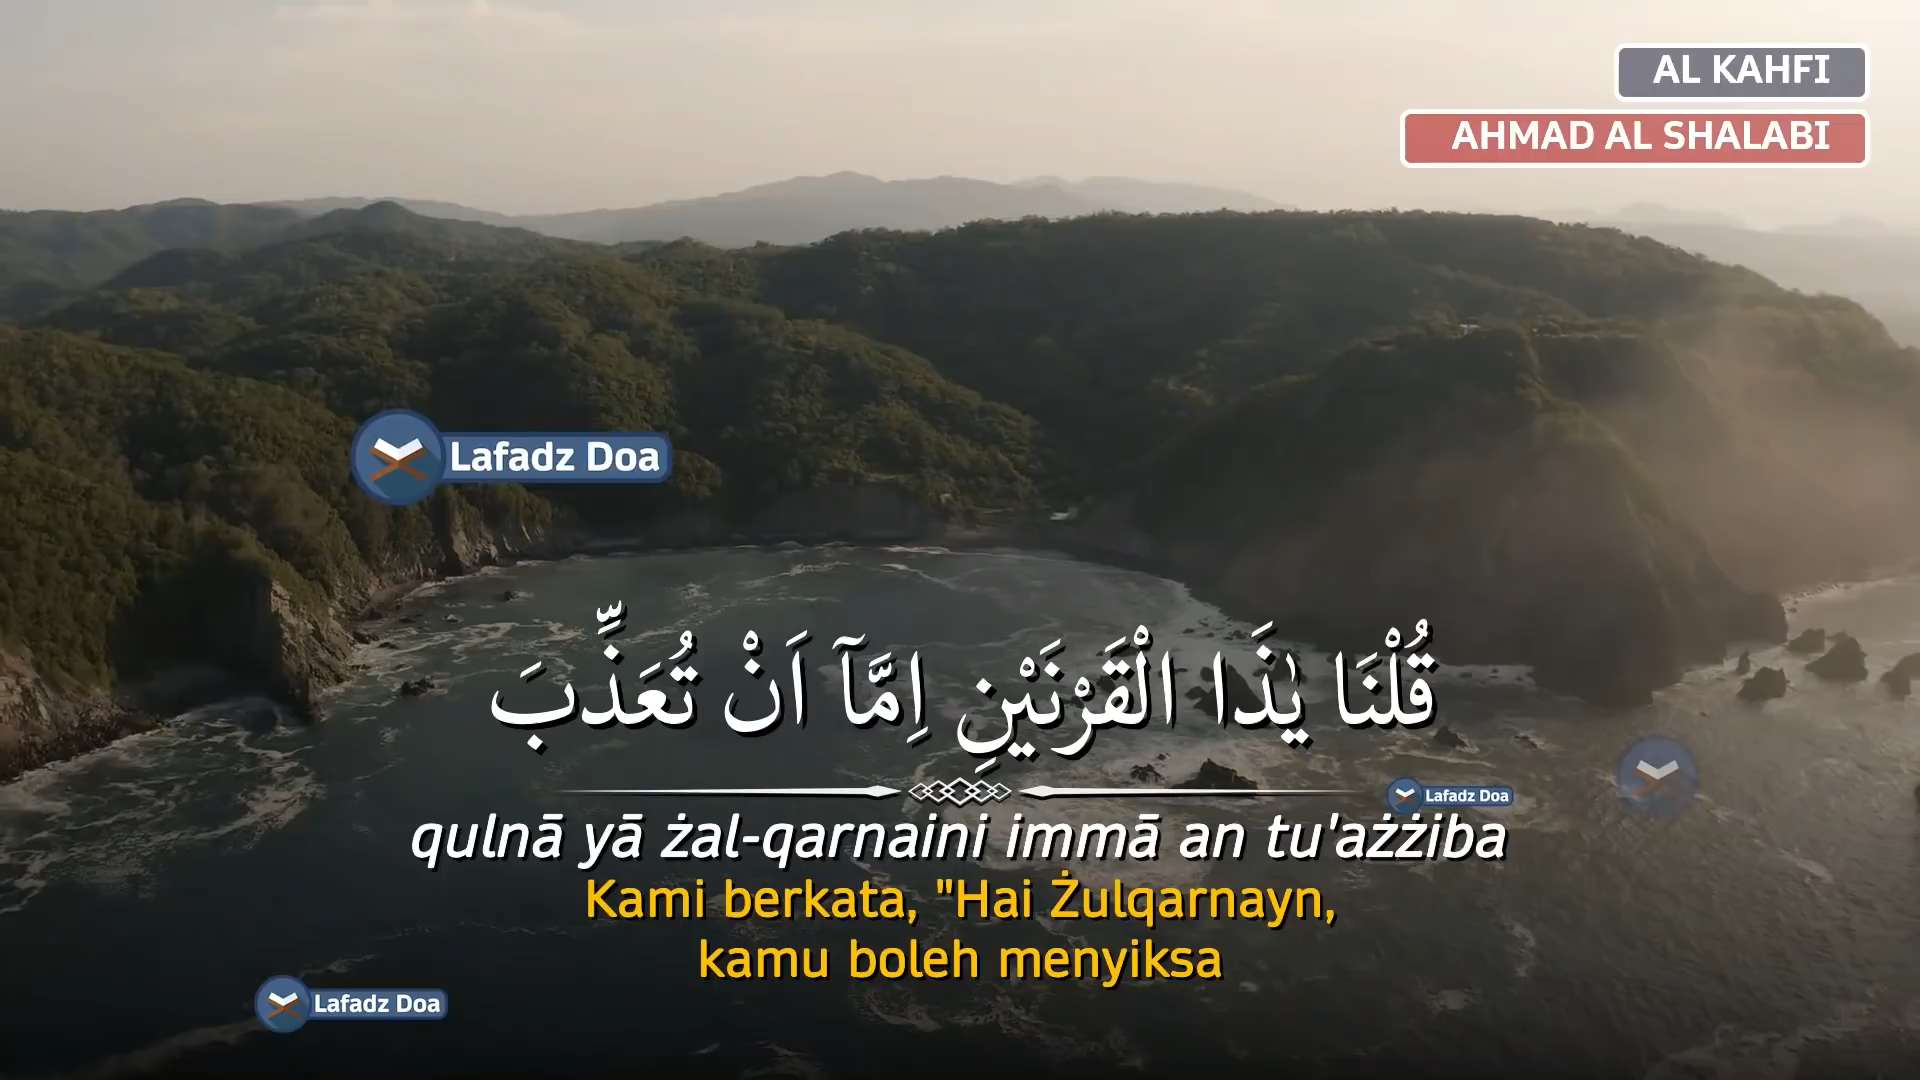 AL KAHFI
AHMAD AL SHALABI
Lafadz Doa
قُلْنَا يٰذَا الْقَرْنَيْنِ اِمَّآ اَنْ تُعَذِّبَ
Lafadz Doa
qulnā yā żal-qarnaini immā an tu'ażżiba
Kami berkata, "Hai Żulqarnayn,
kamu boleh menyiksa
Lafadz Doa